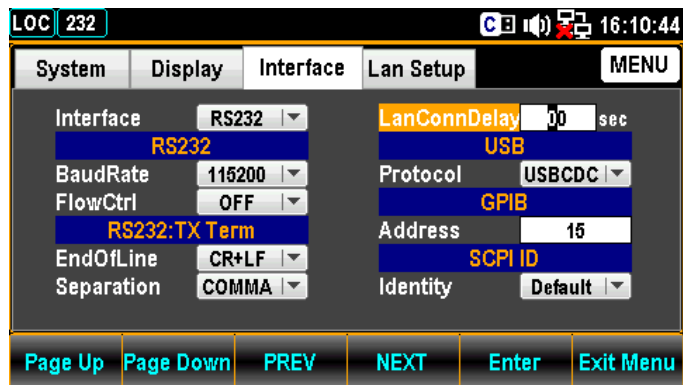 LOC 232 C 16:10:44
System Display Interface Lan Setup MENU
Interface RS232
RS232
BaudRate 115200
FlowCtrl OFF
RS232:TX Term
EndOfLine CR+LF
Separation COMMA
LanConnDelay 00 sec
USB
Protocol USBCDC
GPIB
Address 15
SCPI ID
Identity Default
Page Up Page Down PREV NEXT Enter Exit Menu